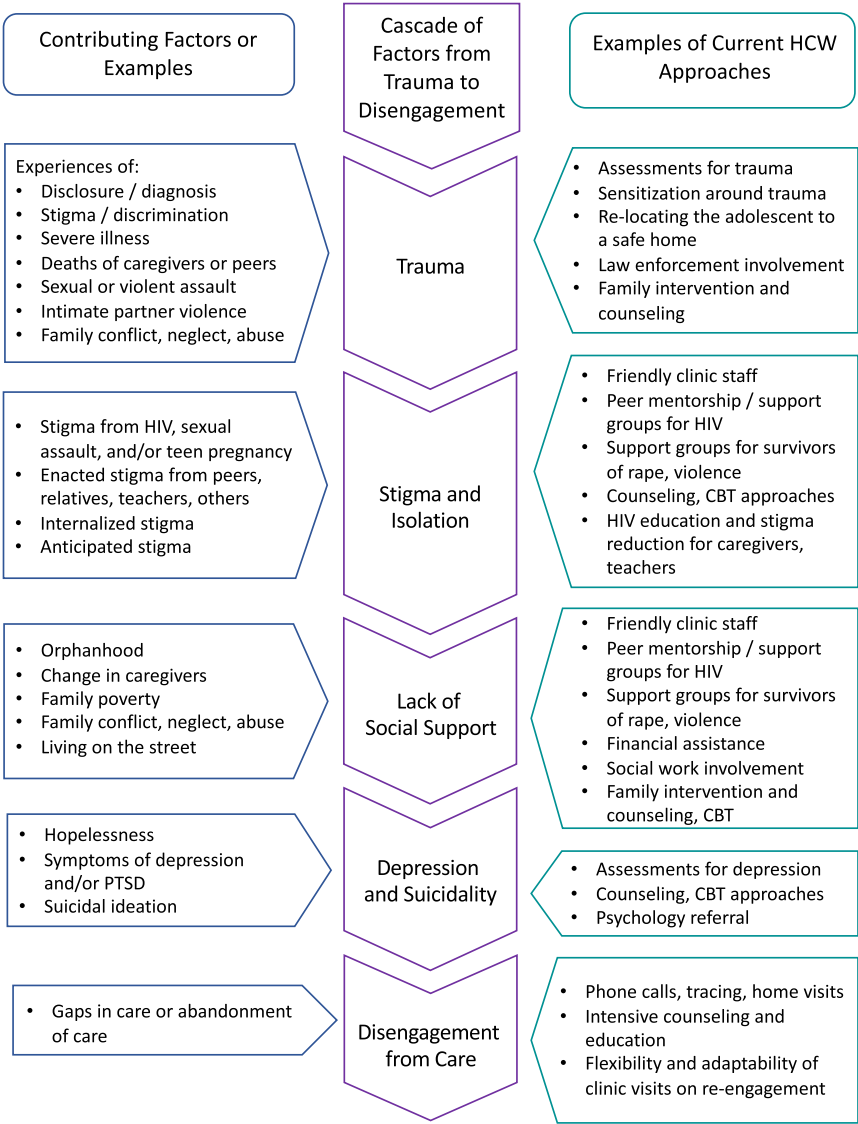 Contributing Factors or
Examples
Cascade of
Factors from
Trauma to
Disengagement
Examples of Current HCW
Approaches
Experiences of:
• Disclosure / diagnosis
• Stigma / discrimination
• Severe illness
• Deaths of caregivers or peers
• Sexual or violent assault
• Intimate partner violence
• Family conflict, neglect, abuse
Trauma
• Assessments for trauma
• Sensitization around trauma
• Re-locating the adolescent to
a safe home
• Law enforcement involvement
• Family intervention and
counseling
• Stigma from HIV, sexual
assault, and/or teen pregnancy
• Enacted stigma from peers,
relatives, teachers, others
• Internalized stigma
• Anticipated stigma
Stigma and
Isolation
• Friendly clinic staff
• Peer mentorship / support
groups for HIV
• Support groups for survivors
of rape, violence
• Counseling, CBT approaches
• HIV education and stigma
reduction for caregivers,
teachers
• Orphanhood
• Change in caregivers
• Family poverty
• Family conflict, neglect, abuse
• Living on the street
Lack of
Social Support
• Friendly clinic staff
• Peer mentorship / support
groups for HIV
• Support groups for survivors
of rape, violence
• Financial assistance
• Social work involvement
• Family intervention and
counseling, CBT
• Hopelessness
• Symptoms of depression
and/or PTSD
• Suicidal ideation
Depression
and Suicidality
• Assessments for depression
• Counseling, CBT approaches
• Psychology referral
• Gaps in care or abandonment
of care
Disengagement
from Care
• Phone calls, tracing, home visits
• Intensive counseling and
education
• Flexibility and adaptability of
clinic visits on re-engagement